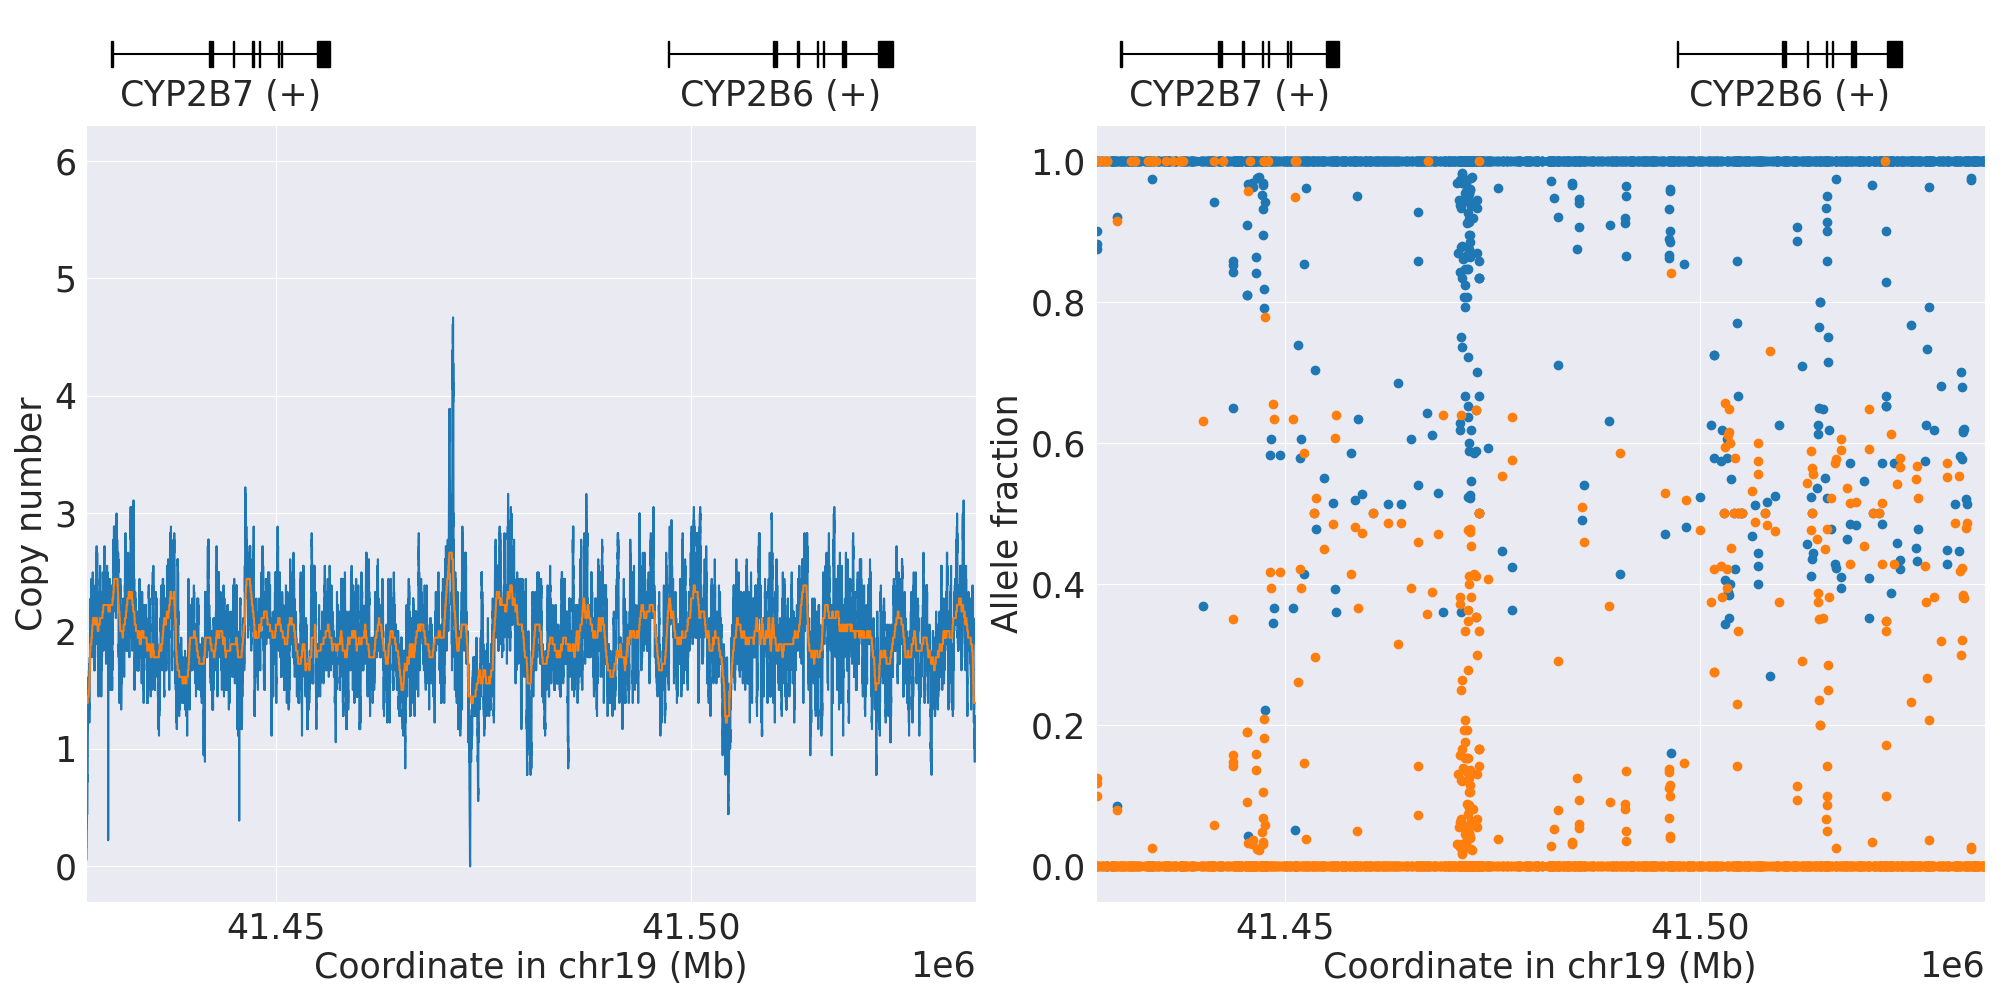 CYP2B7 (+)
CYP2B6 (+)
CYP2B7 (+)
CYP2B6 (+)
6
5
4
3
2
1
0
Copy number
41.45
41.50
Coordinate in chr19 (Mb)
1e6
1.0
0.8
0.6
0.4
0.2
0.0
Allele fraction
41.45
41.50
Coordinate in chr19 (Mb)
1e6